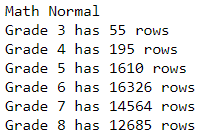 Math Normal
Grade 3 has 55 rows
Grade 4 has 195 rows
Grade 5 has 1610 rows
Grade 6 has 16326 rows
Grade 7 has 14564 rows
Grade 8 has 12685 rows